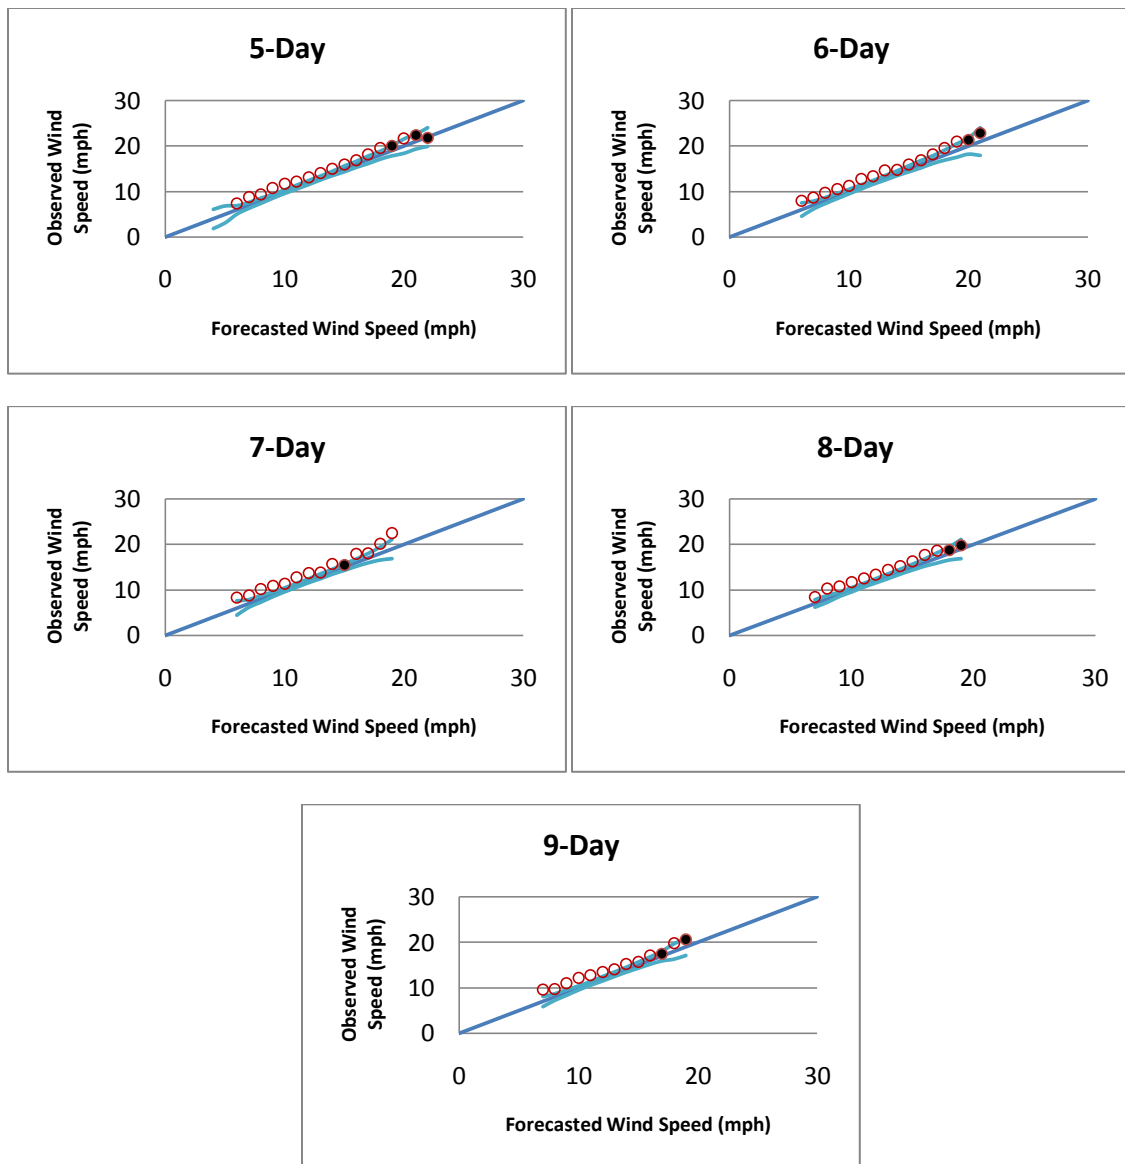 5-Day
Observed Wind
Speed (mph)
30
20
10
0
0 10 20 30
Forecasted Wind Speed (mph)
6-Day
Observed Wind
Speed (mph)
30
20
10
0
0 10 20 30
Forecasted Wind Speed (mph)
7-Day
Observed Wind
Speed (mph)
30
20
10
0
0 10 20 30
Forecasted Wind Speed (mph)
8-Day
Observed Wind
Speed (mph)
30
20
10
0
0 10 20 30
Forecasted Wind Speed (mph)
9-Day
Observed Wind
Speed (mph)
30
20
10
0
0 10 20 30
Forecasted Wind Speed (mph)